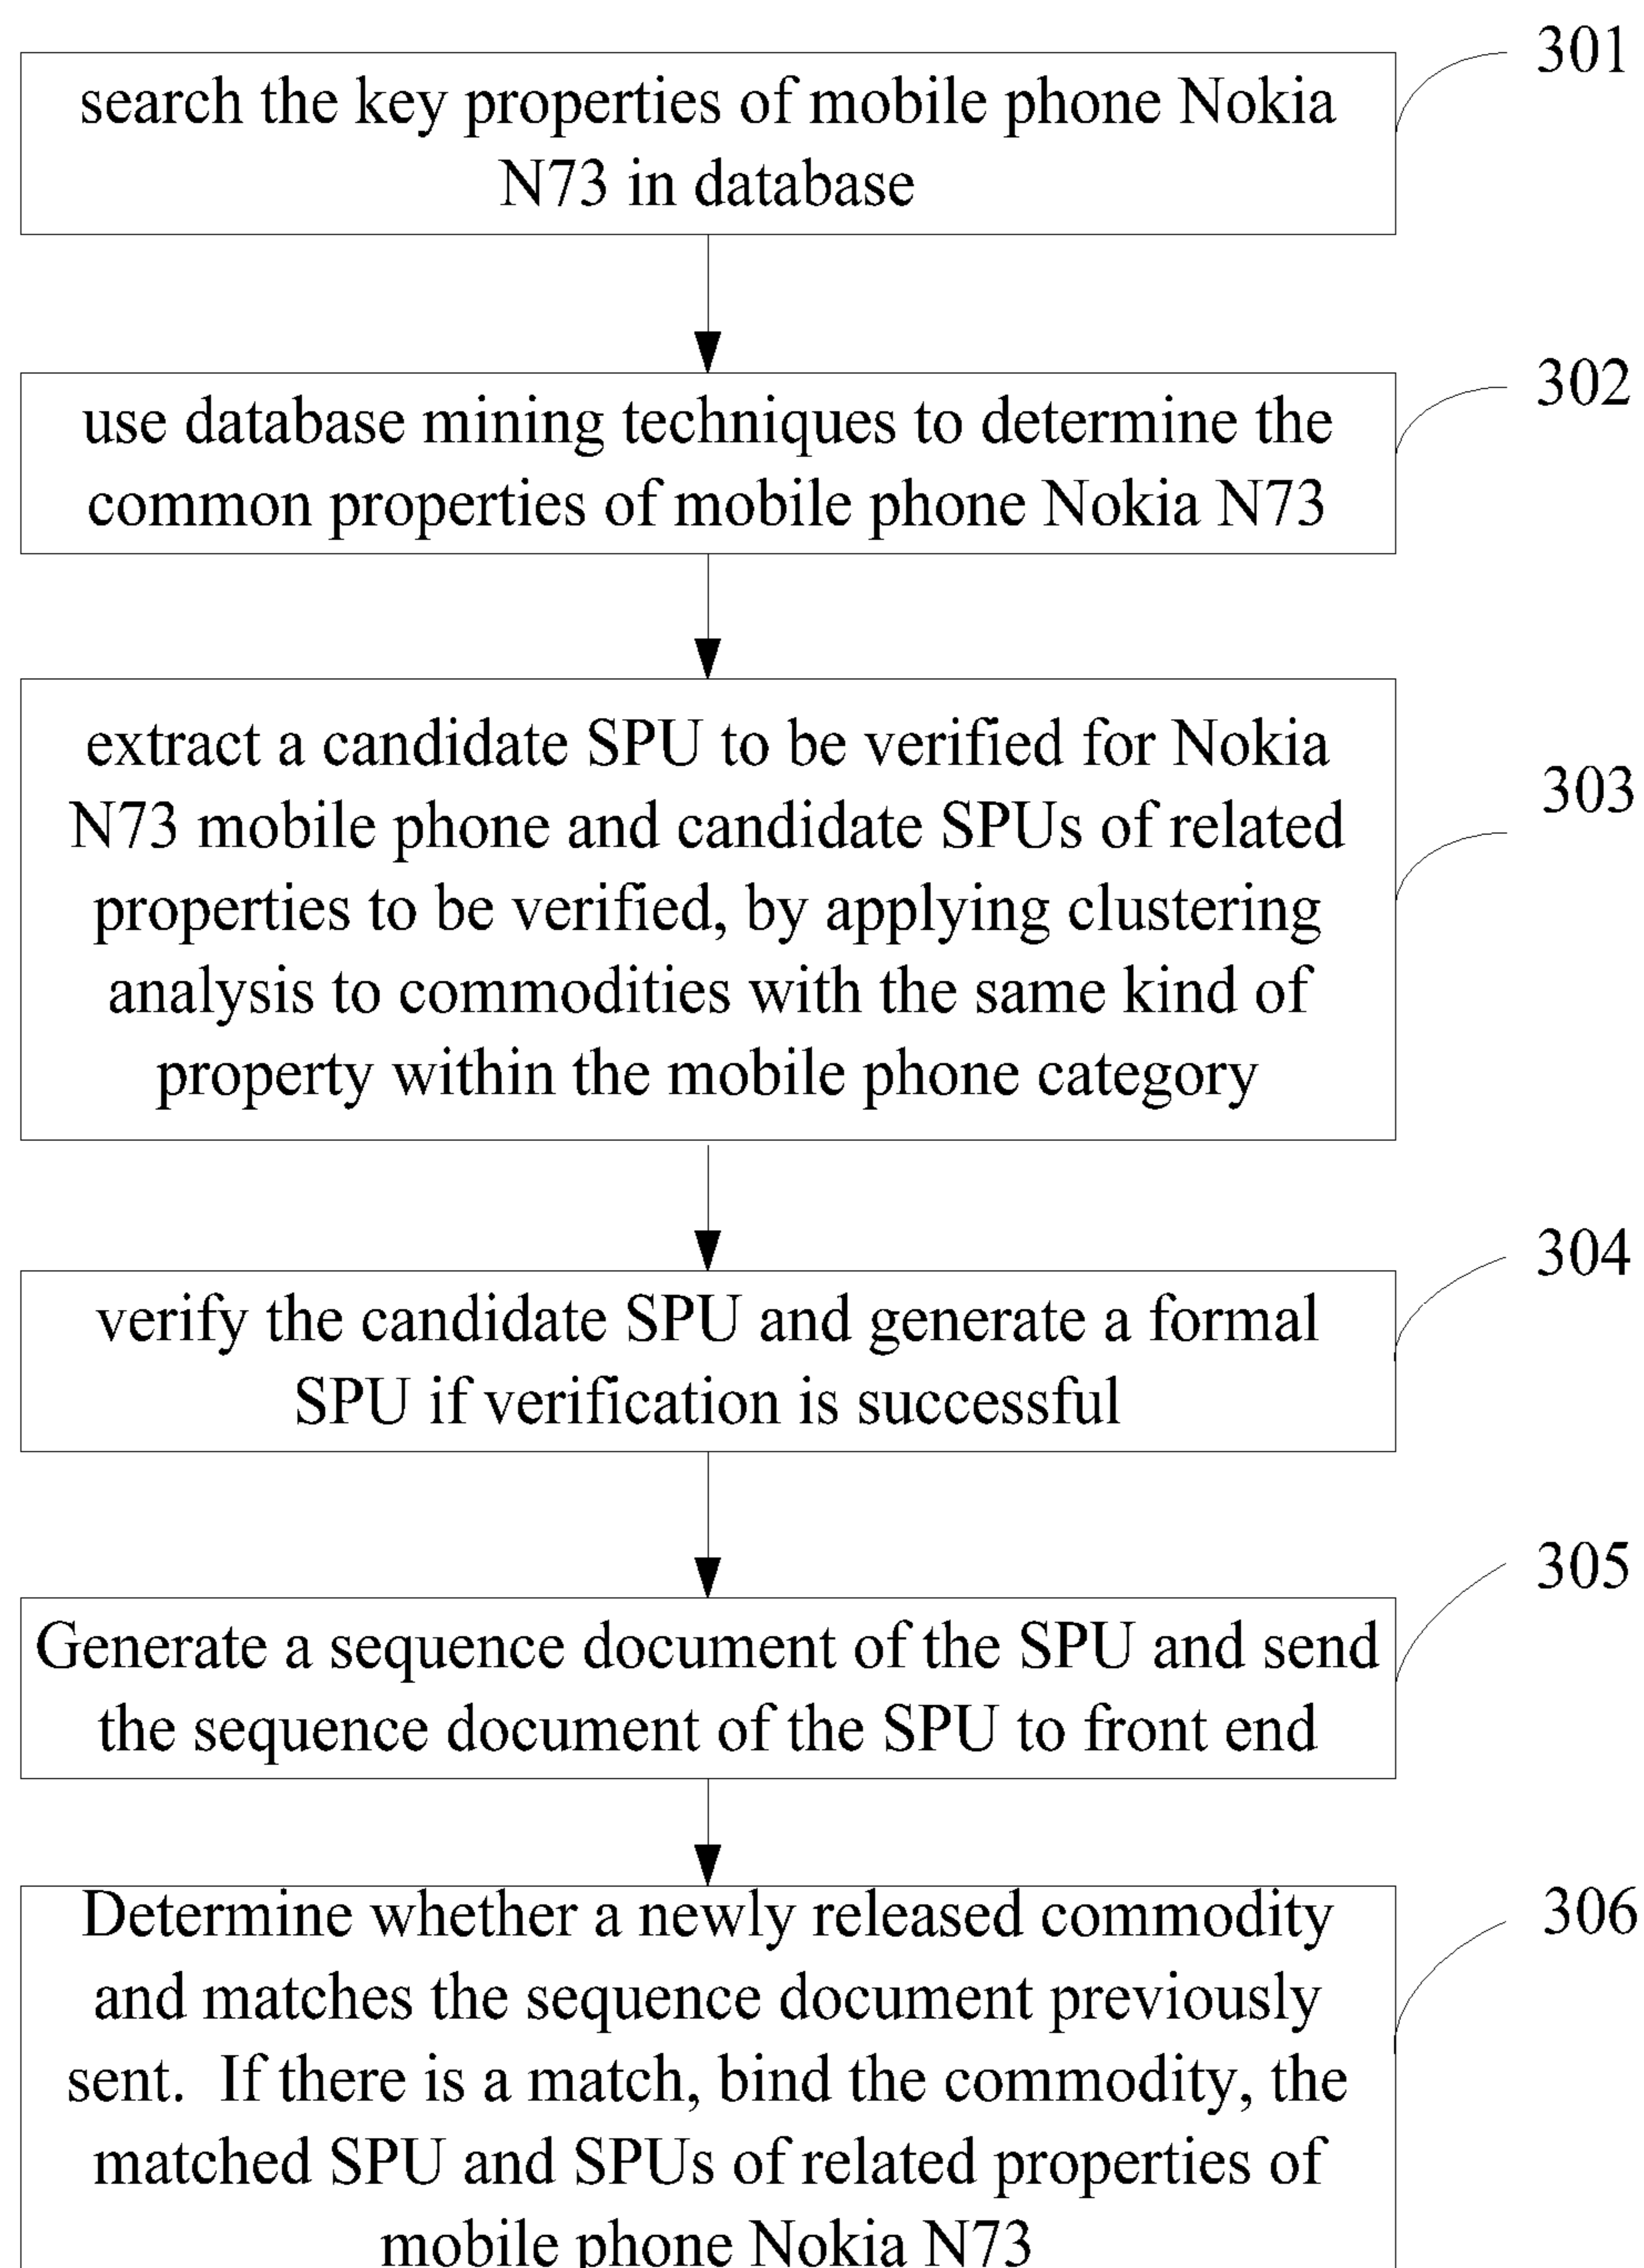 301
search the key properties of mobile phone Nokia
N73 in database
302
use database mining techniques to determine the
common properties of mobile phone Nokia N73
303
extract a candidate SPU to be verified for Nokia
N73 mobile phone and candidate SPUs of related
properties to be verified, by applying clustering
analysis to commodities with the same kind of
property within the mobile phone category
304
verify the candidate SPU and generate a formal
SPU if verification is successful
305
Generate a sequence document of the SPU and send
the sequence document of the SPU to front end
306
Determine whether a newly released commodity
and matches the sequence document previously
sent.  If there is a match, bind the commodity, the
matched SPU and SPUs of related properties of
mobile phone Nokia N73